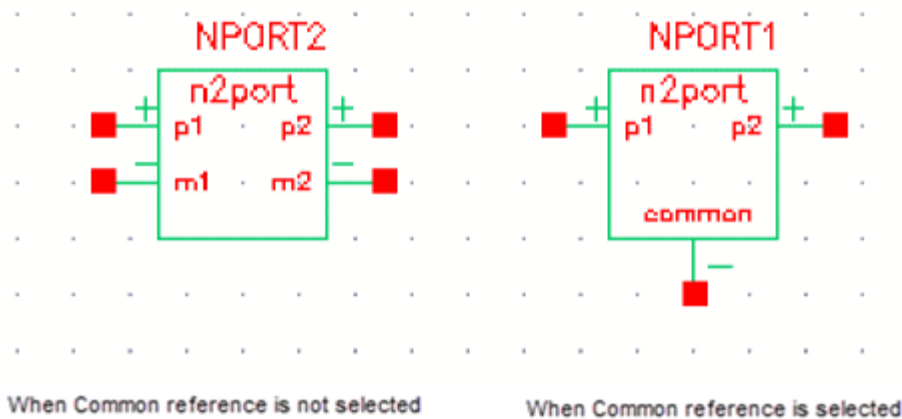 NPORT2
n2port
+ p1 p2 +
- m1 m2 -
When Common reference is not selected
NPORT1
n2port
+ p1 p2 +
common
-
When Common reference is selected